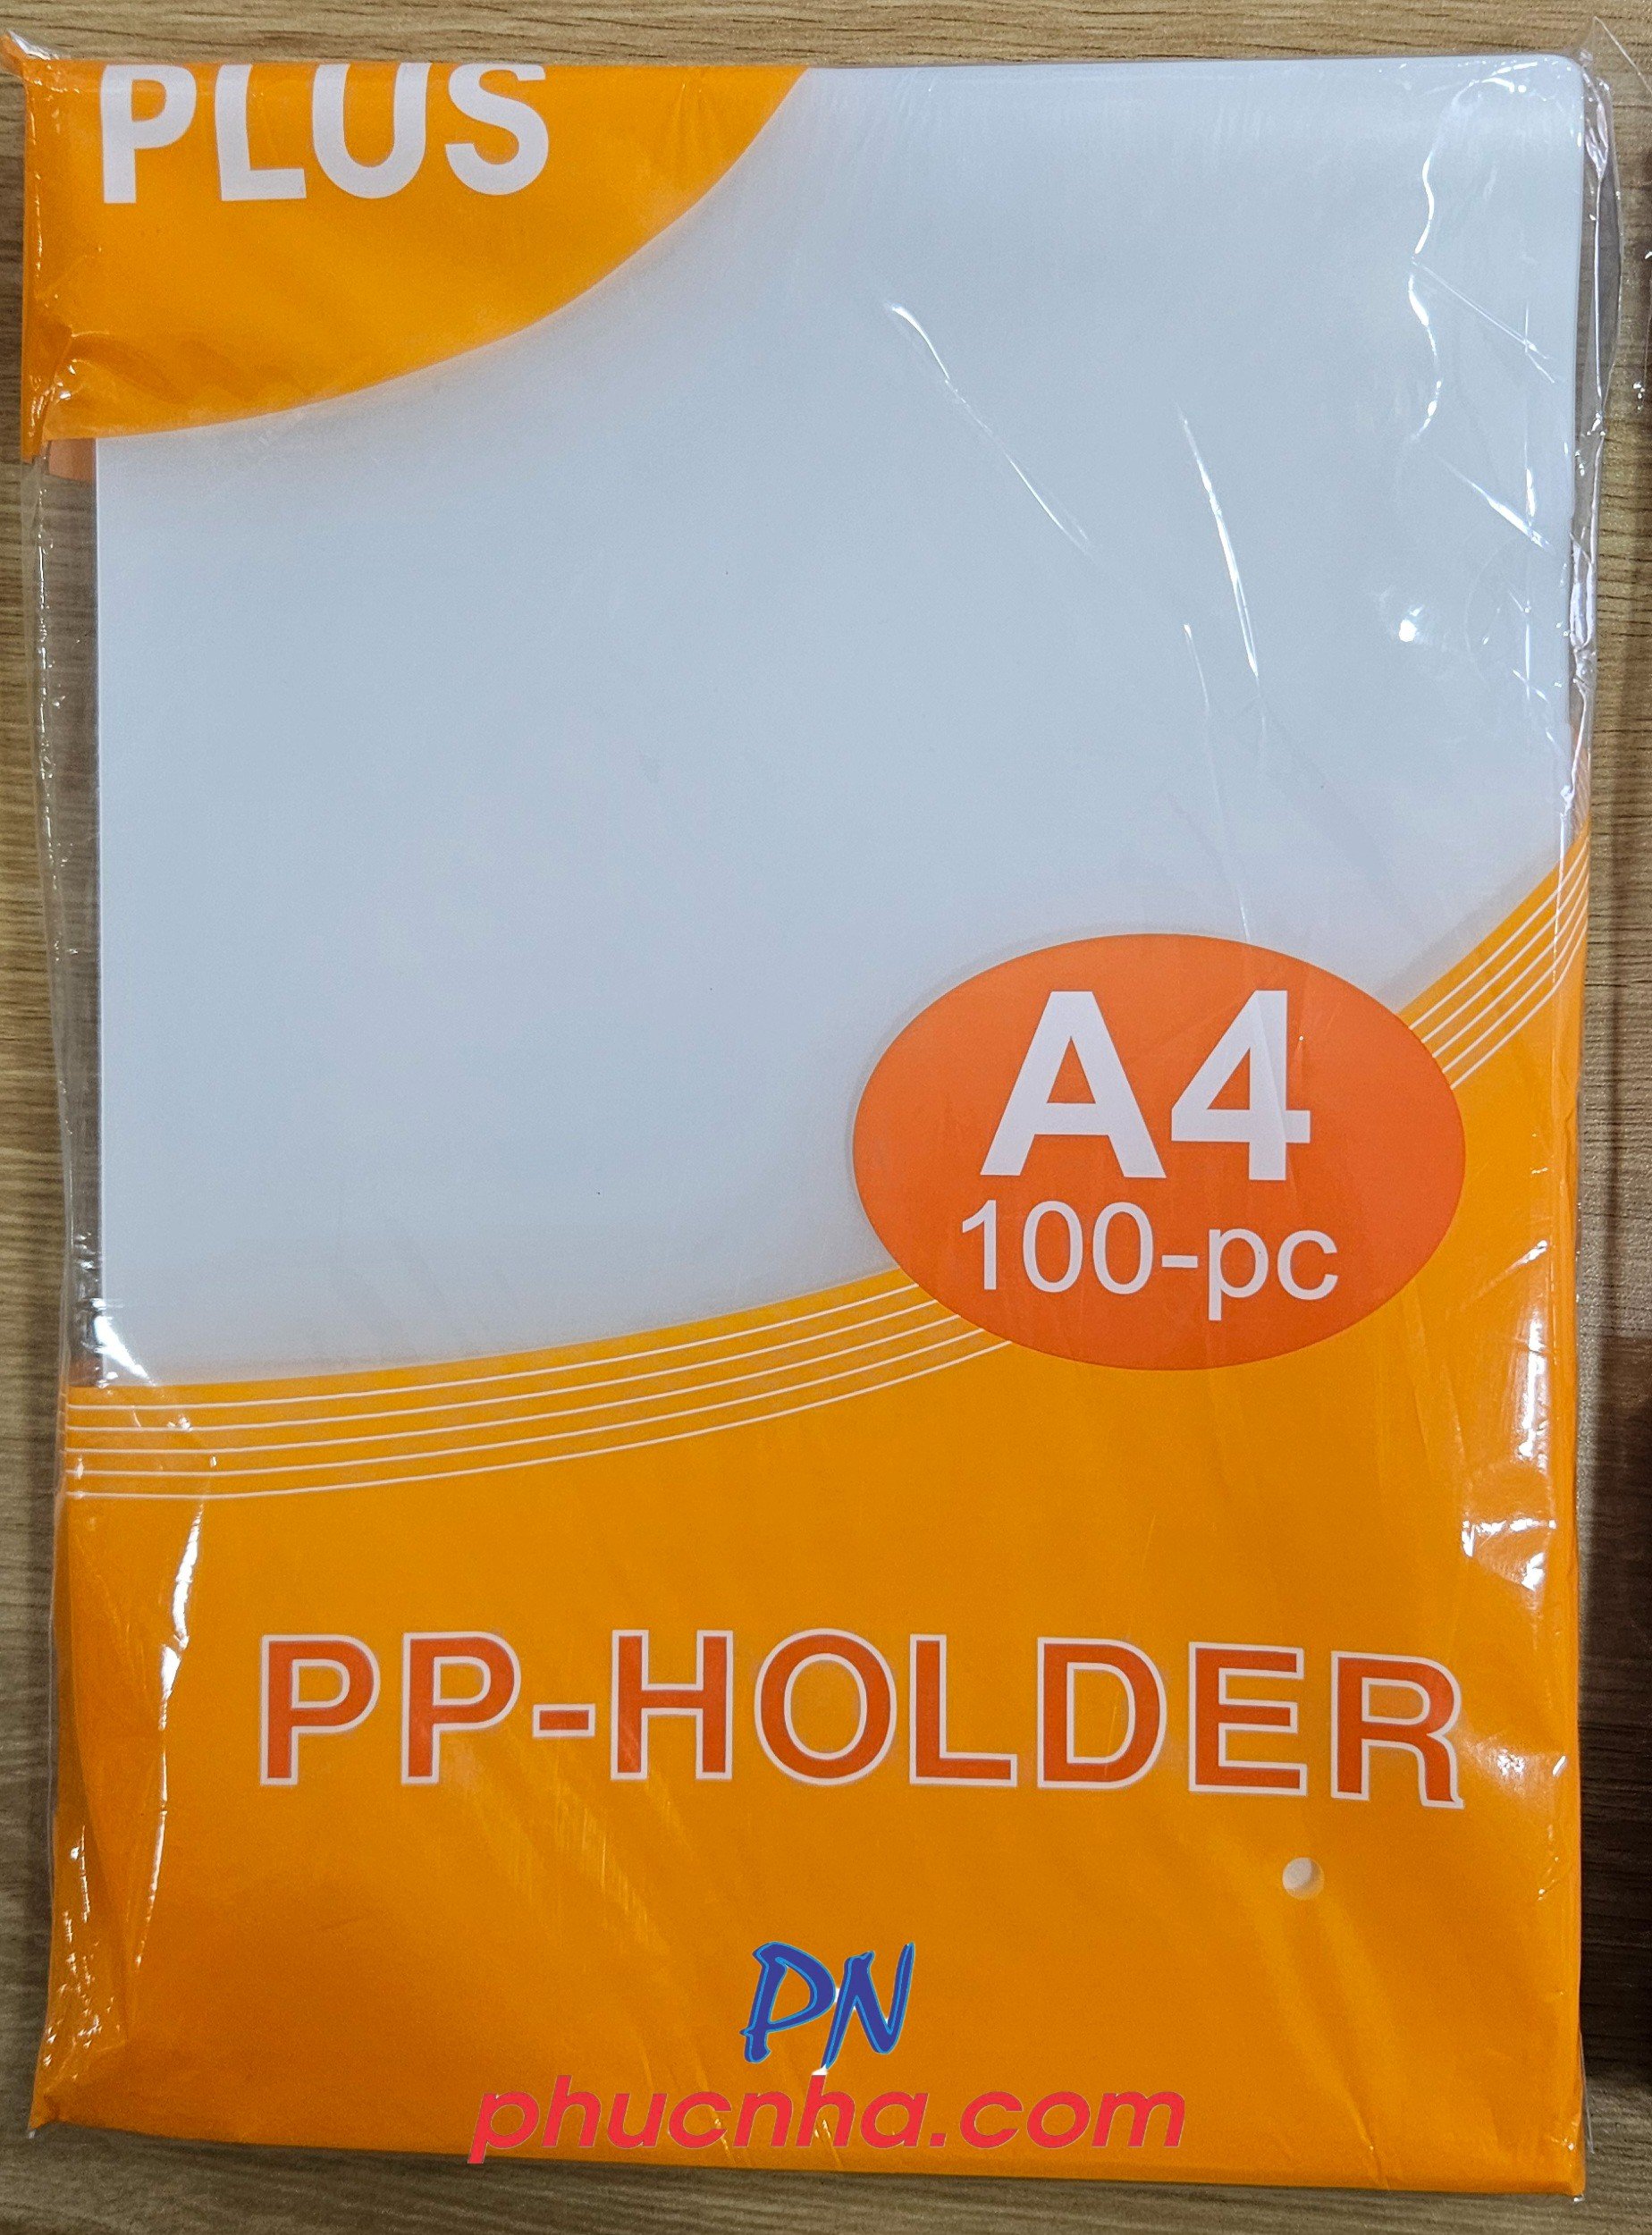 PLUS
A4
100-pc
PP-HOLDER
PN
phucnha.com